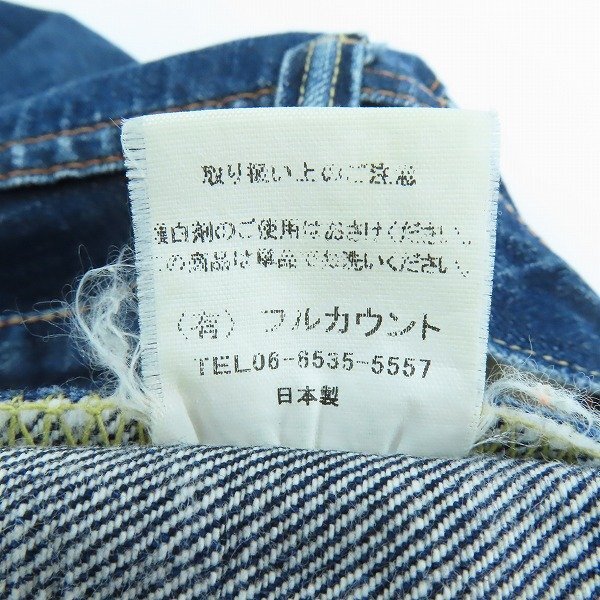 取り扱い上のご注意
漂白剤のご使用はおさけください。
この商品は単品でお洗いください。
(有) フルカウント
TEL06-6535-5557
日本製